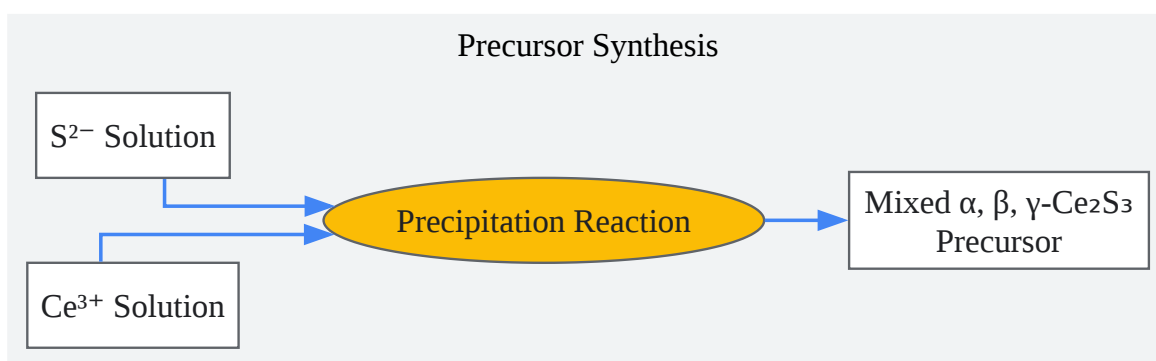 Precursor Synthesis
S²⁻ Solution
Ce³⁺ Solution
Precipitation Reaction
Mixed α, β, γ-Ce₂S₃
Precursor